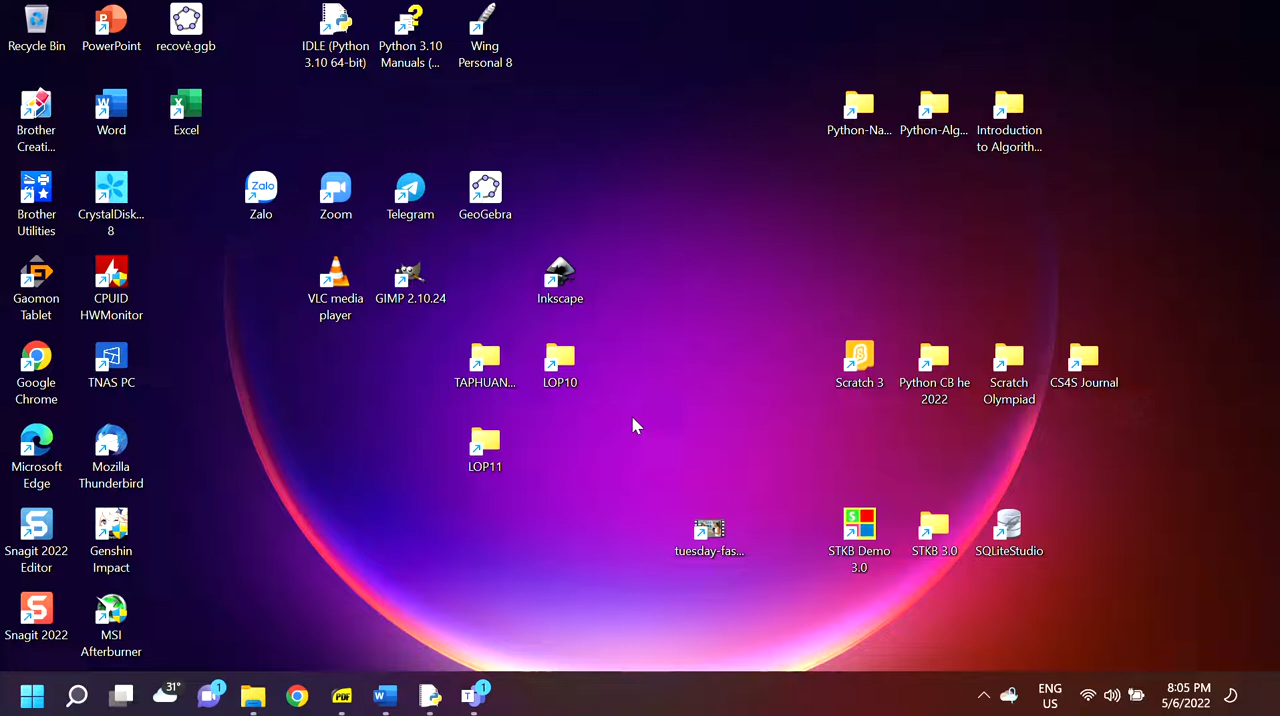 Recycle Bin
PowerPoint
recové.ggb
IDLE (Python
3.10 64-bit)
Python 3.10
Manuals (...
Wing
Personal 8
Brother
Creati...
Word
Excel
Python-Na...
Python-Alg...
Introduction
to Algorith...
Brother
Utilities
CrystalDisk...
8
Zalo
Zalo
Zoom
Telegram
GeoGebra
Gaomon
Tablet
CPUID
HWMonitor
VLC media
player
GIMP 2.10.24
Inkscape
Google
Chrome
TNAS PC
TAPHUAN...
LOP10
Scratch 3
Python CB he
2022
Scratch
Olympiad
CS4S Journal
Microsoft
Edge
Mozilla
Thunderbird
LOP11
Snagit 2022
Editor
Genshin
Impact
tuesday-fas...
S
STKB Demo
3.0
STKB 3.0
SQLiteStudio
Snagit 2022
MSI
Afterburner
31°
1
PDF
1
ENG
US
8:05 PM
5/6/2022